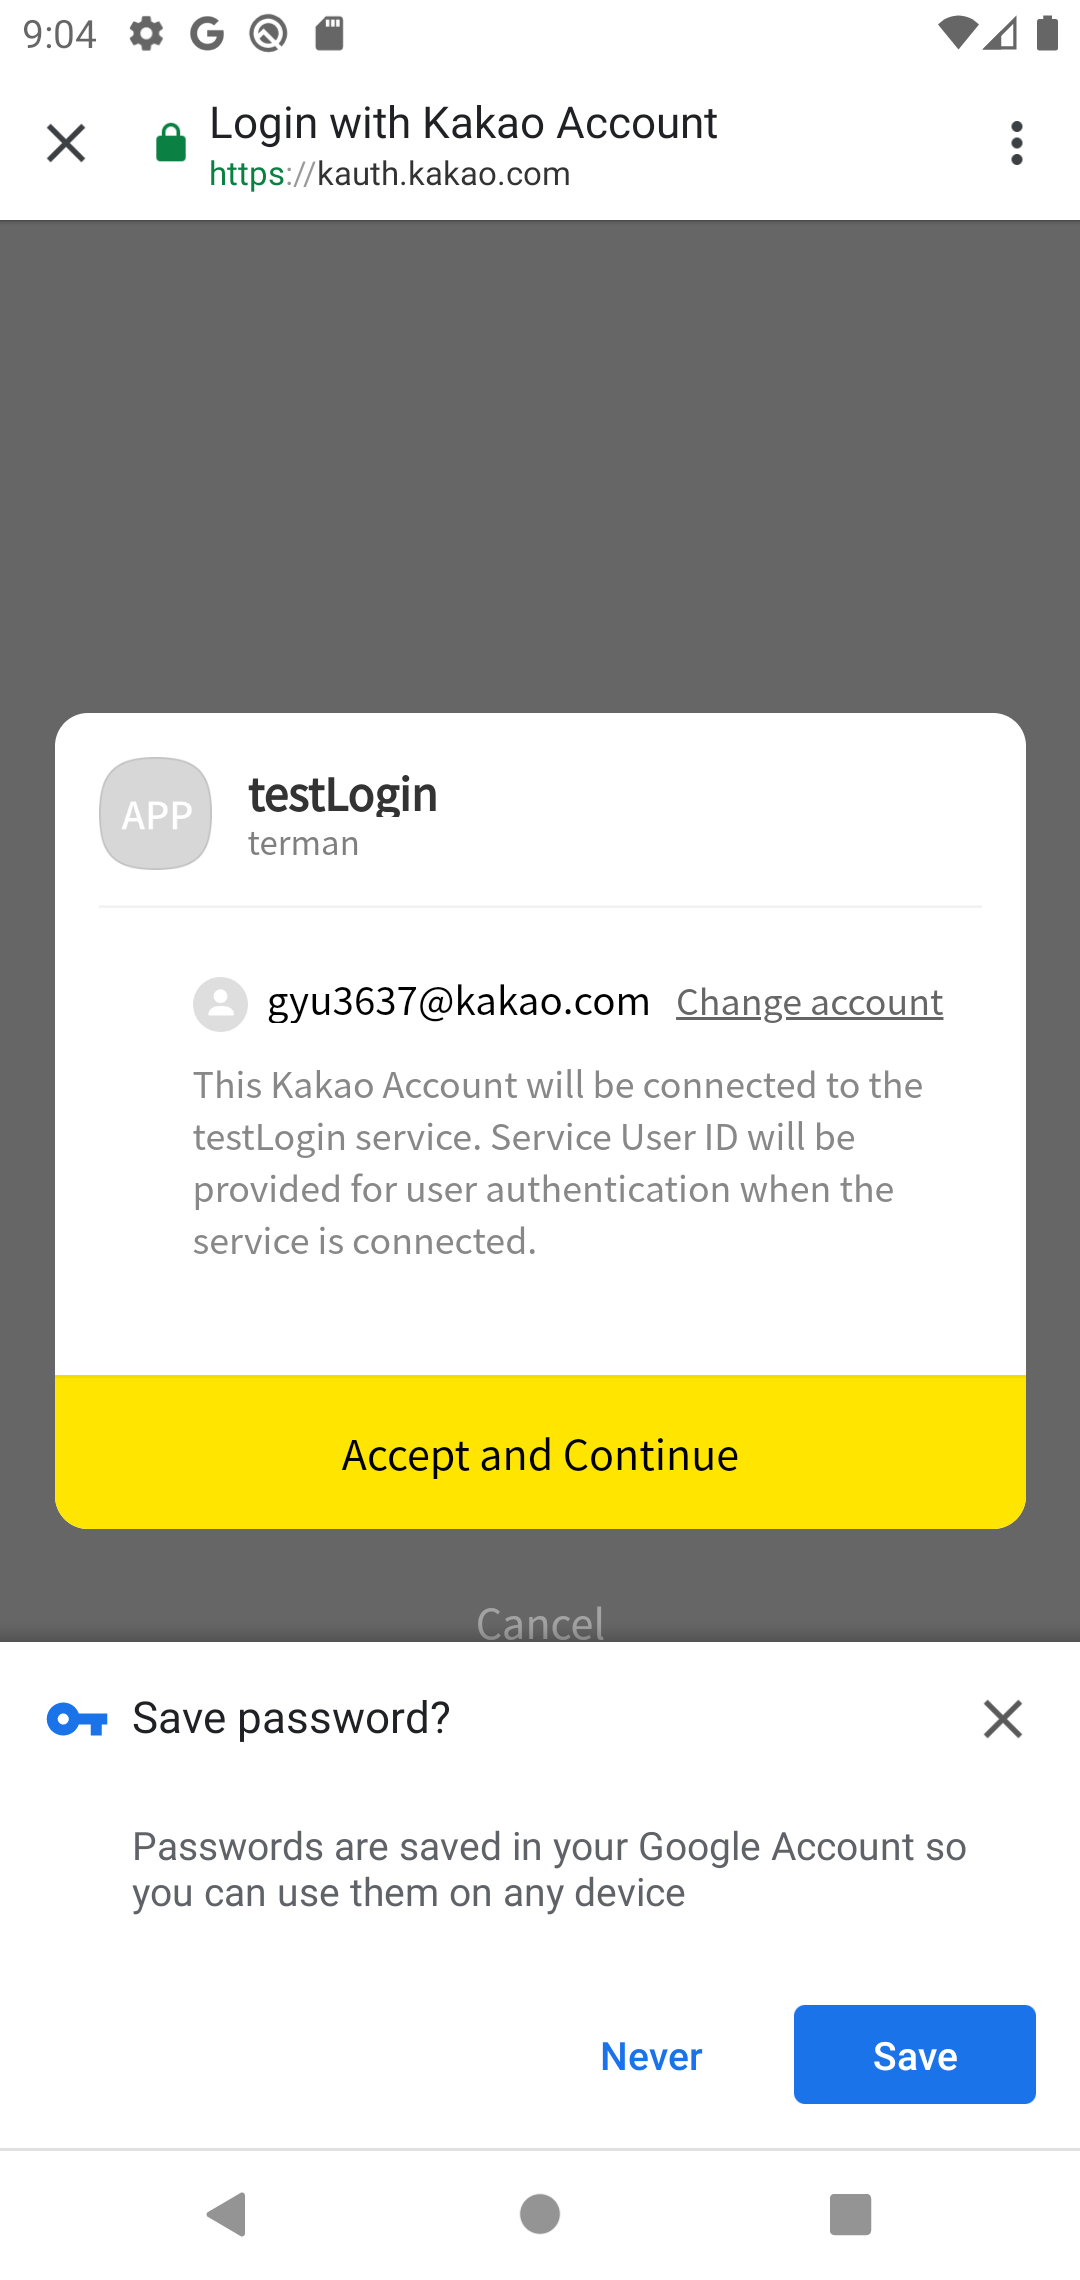 9:04
Login with Kakao Account
https://kauth.kakao.com
APP
testLogin
terman
gyu3637@kakao.com Change account
This Kakao Account will be connected to the
testLogin service. Service User ID will be
provided for user authentication when the
service is connected.
Accept and Continue
Cancel
Save password?
Passwords are saved in your Google Account so
you can use them on any device
Never Save